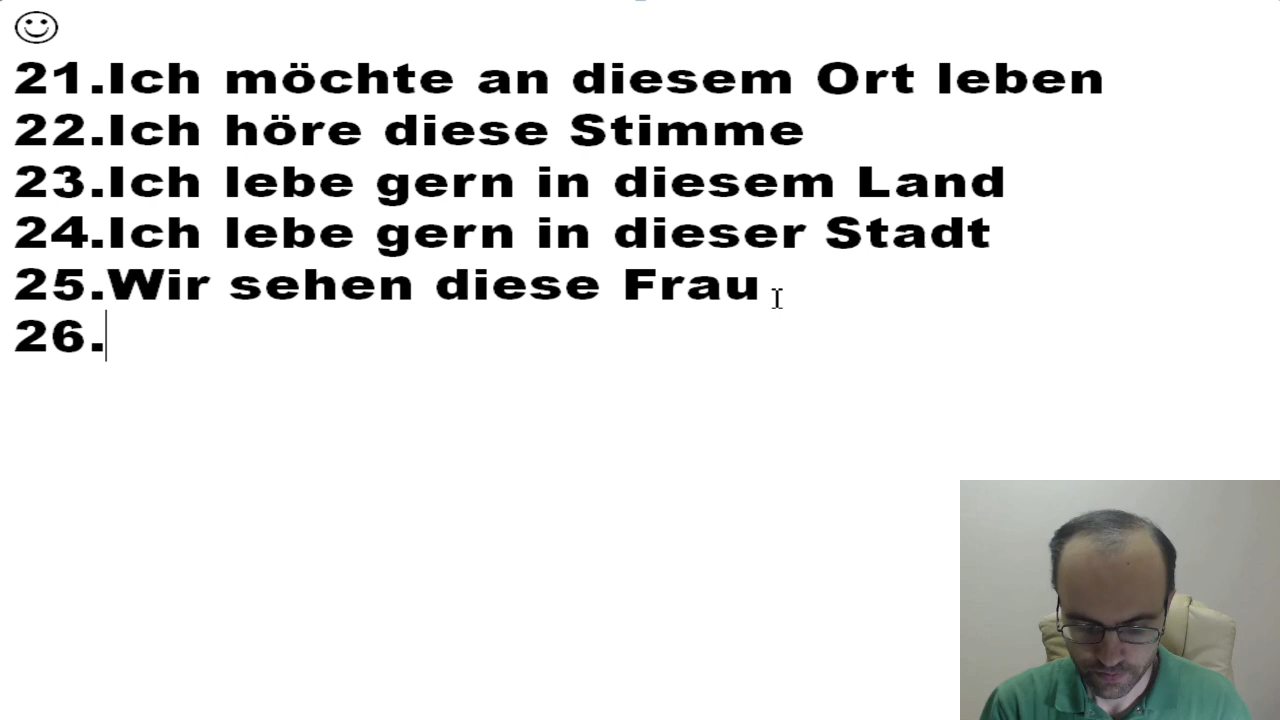 21.Ich möchte an diesem Ort leben
22.Ich höre diese Stimme
23.Ich lebe gern in diesem Land
24.Ich lebe gern in dieser Stadt
25.Wir sehen diese Frau
26.